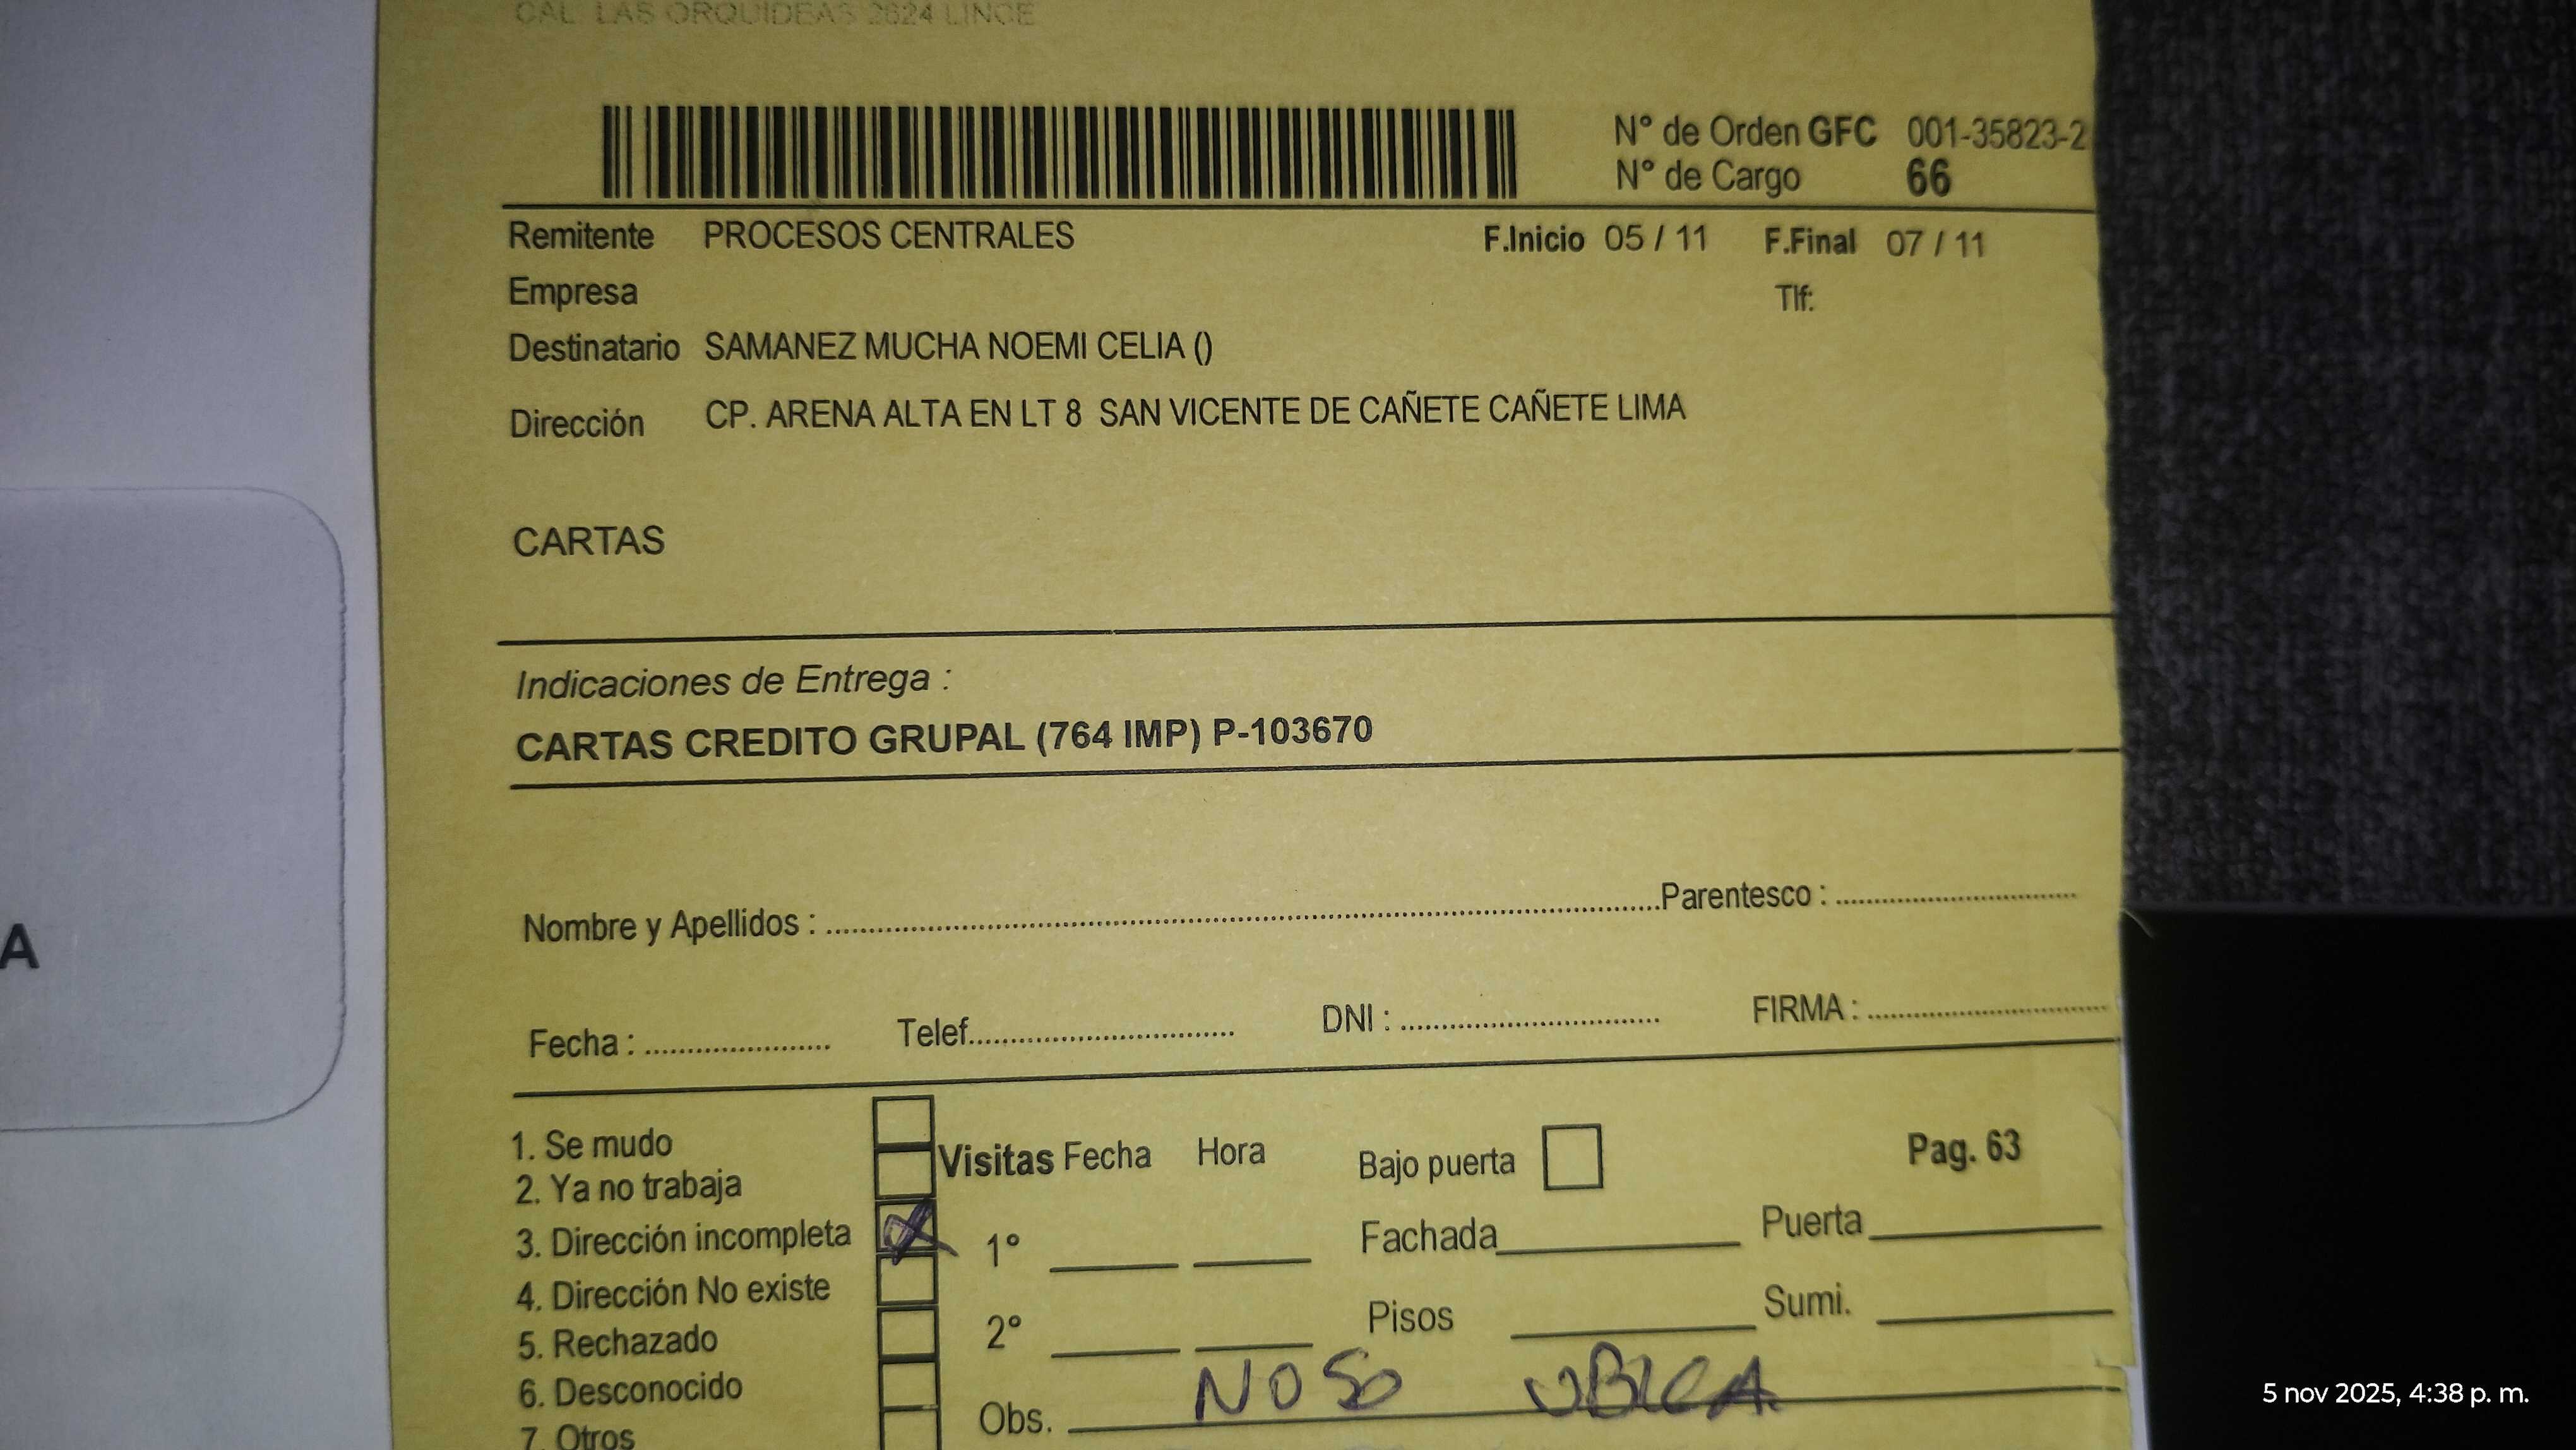 CAL. LAS ORQUIDEAS 2624 LINCE
N° de Orden GFC 001-35823-2
N° de Cargo 66
Remitente PROCESOS CENTRALES F.Inicio 05 / 11 F.Final 07 / 11
Empresa Tlf:
Destinatario SAMANEZ MUCHA NOEMI CELIA ()
Dirección CP. ARENA ALTA EN LT 8 SAN VICENTE DE CAÑETE CAÑETE LIMA
CARTAS
Indicaciones de Entrega :
CARTAS CREDITO GRUPAL (764 IMP) P-103670
A
Nombre y Apellidos : Parentesco :
Fecha : Telef. DNI : FIRMA :
1. Se mudo Visitas Fecha Hora Bajo puerta Pag. 63
2. Ya no trabaja
3. Dirección incompleta 1° Fachada Puerta
4. Dirección No existe
5. Rechazado 2° Pisos Sumi.
6. Desconocido
7. Otros Obs. NO SO UBICA
5 nov 2025, 4:38 p. m.